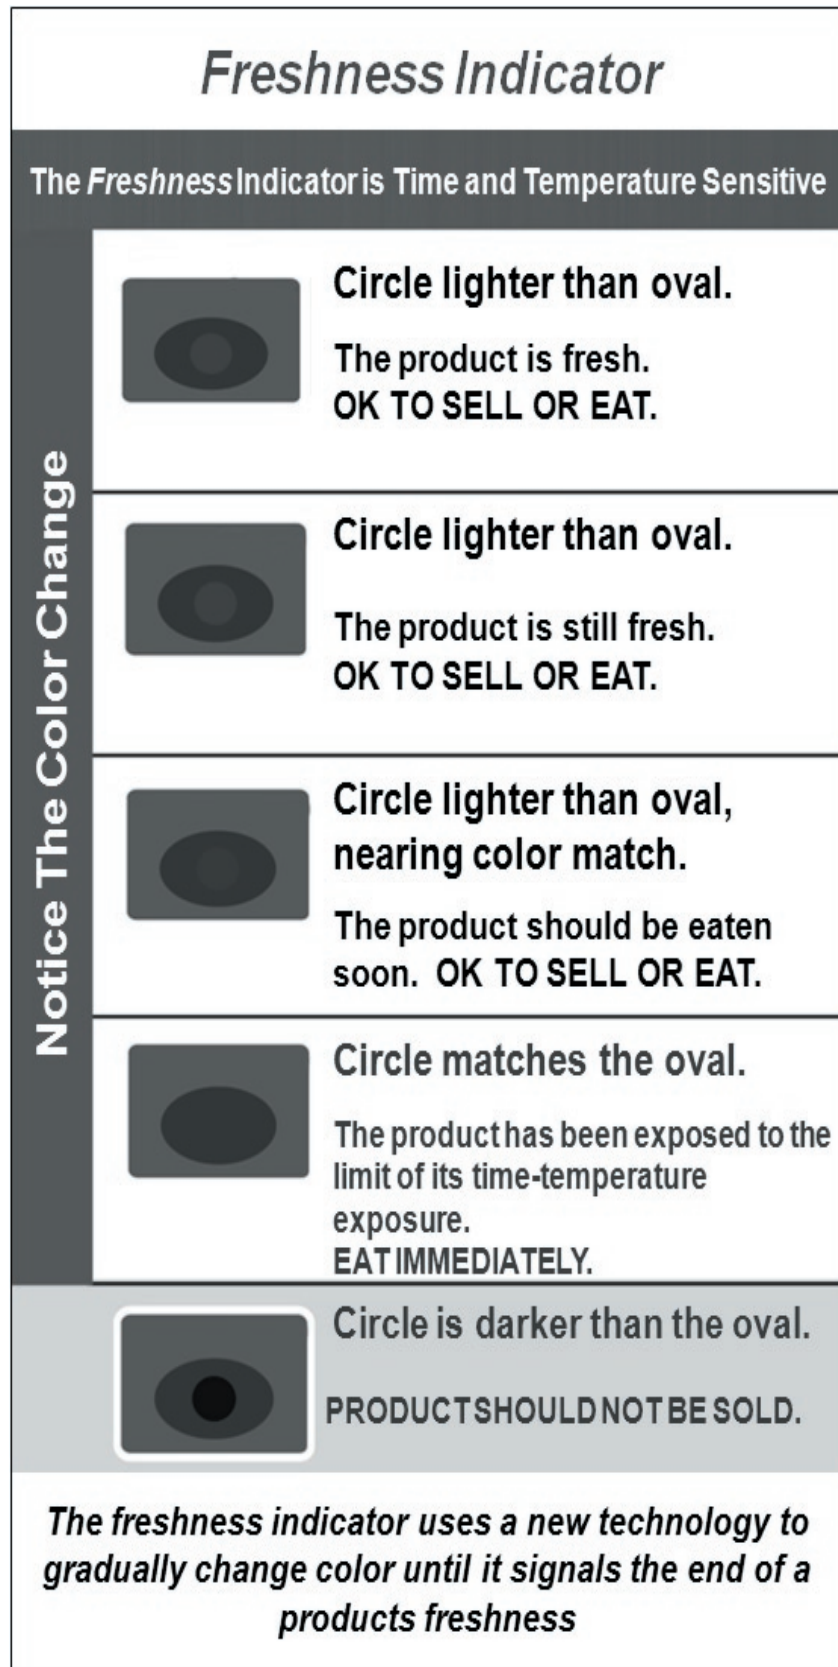 Freshness Indicator
The Freshness Indicator is Time and Temperature Sensitive
Notice The Color Change
Circle lighter than oval.
The product is fresh.
OK TO SELL OR EAT.
Circle lighter than oval.
The product is still fresh.
OK TO SELL OR EAT.
Circle lighter than oval,
nearing color match.
The product should be eaten
soon. OK TO SELL OR EAT.
Circle matches the oval.
The product has been exposed to the
limit of its time-temperature
exposure.
EAT IMMEDIATELY.
Circle is darker than the oval.
PRODUCT SHOULD NOT BE SOLD.
The freshness indicator uses a new technology to
gradually change color until it signals the end of a
products freshness